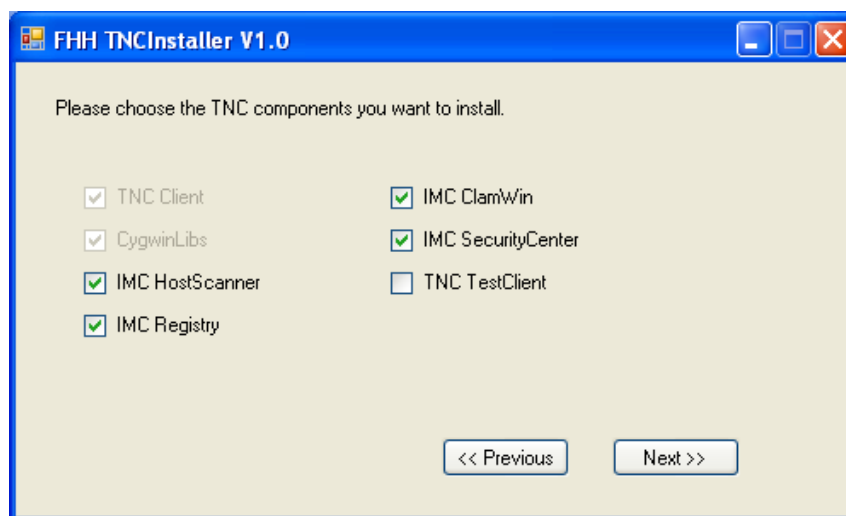 FHH TNCInstaller V1.0
Please choose the TNC components you want to install.
TNC Client
CygwinLibs
IMC HostScanner
IMC Registry
IMC ClamWin
IMC SecurityCenter
TNC TestClient
<< Previous
Next >>